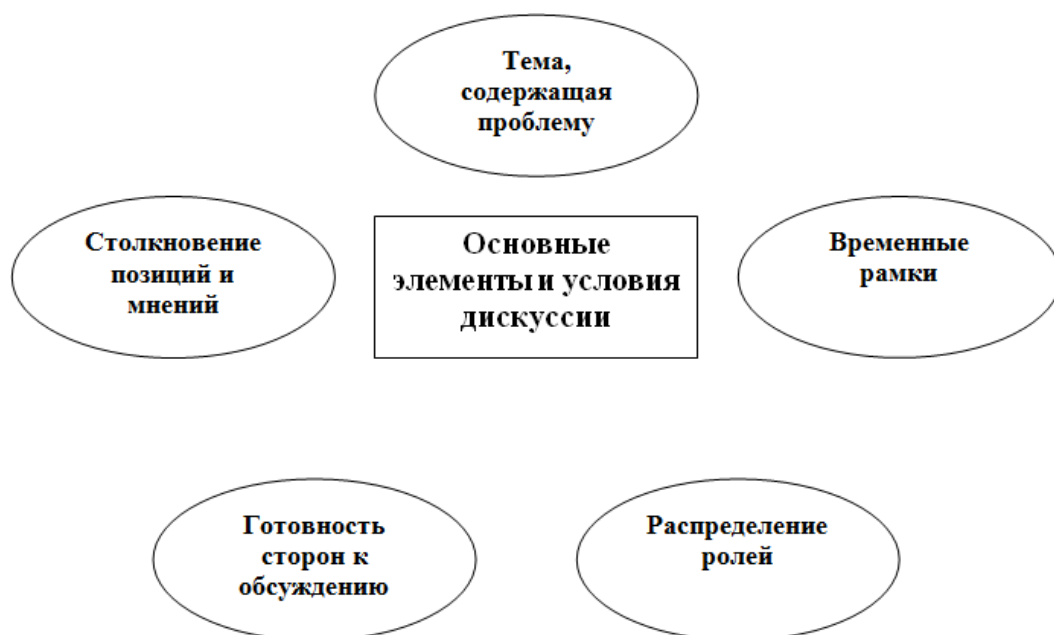 Тема,
содержащая
проблему
Столкновение
позиций и
мнений
Основные
элементы и условия
дискуссии
Временные
рамки
Готовность
сторон к
обсуждению
Распределение
ролей